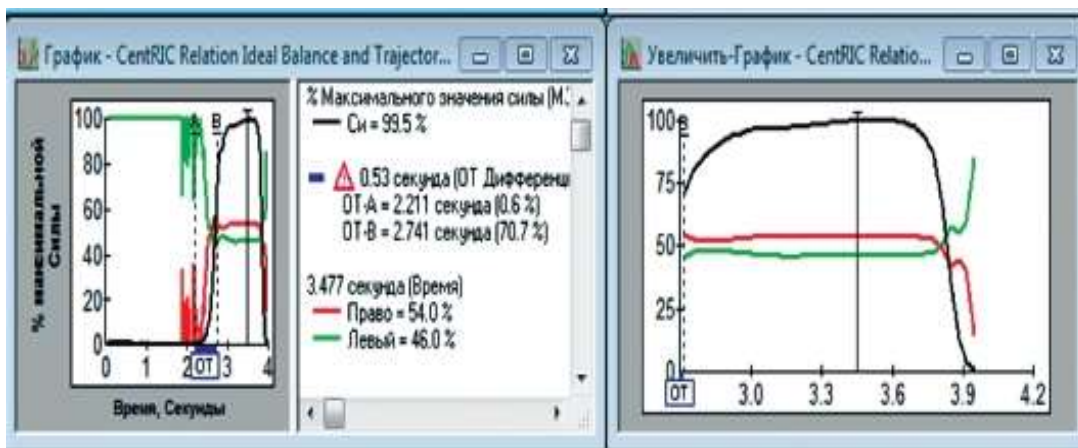 График - CentRIC Relation Ideal Balance and Trajector...
% максимальной Силы
100
80
60
40
20
0
A
B
0 1 2 3 4
ОТ
Время, Секунды
% Максимального значения силы (М.
Си = 99.5 %
0.53 секунда (ОТ Дифференц
ОТ-А = 2.211 секунда (0.6 %)
ОТ-В = 2.741 секунда (70.7 %)
3.477 секунда (Время)
Право = 54.0 %
Левый = 46.0 %
Увеличить-График - CentRIC Relatio...
100
75
50
25
0
B
ОТ
3.0 3.3 3.6 3.9 4.2